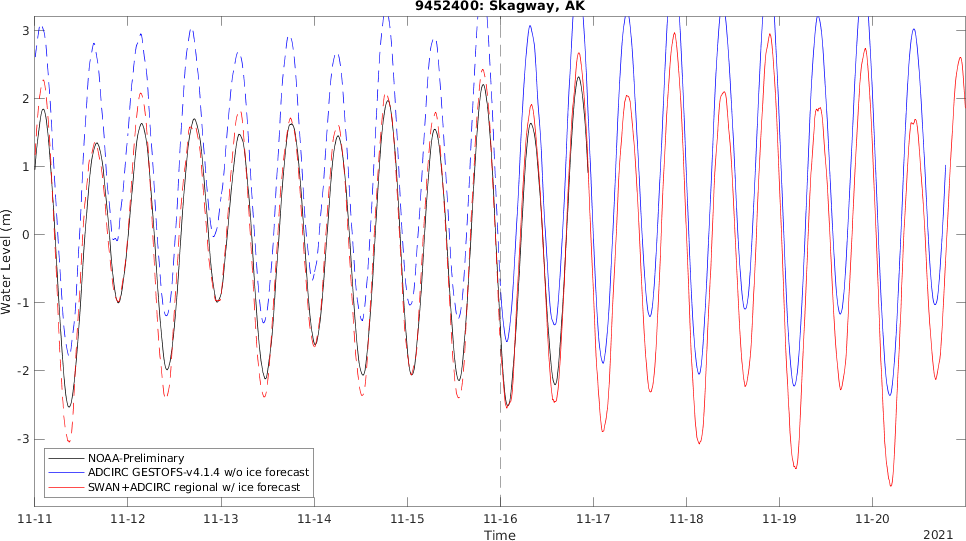 9452400: Skagway, AK
3
2
1
0
-1
-2
-3
Water Level (m)
NOAA-Preliminary
ADCIRC GESTOFS-v4.1.4 w/o ice forecast
SWAN+ADCIRC regional w/ ice forecast
11-11 11-12 11-13 11-14 11-15 11-16 11-17 11-18 11-19 11-20
Time
2021